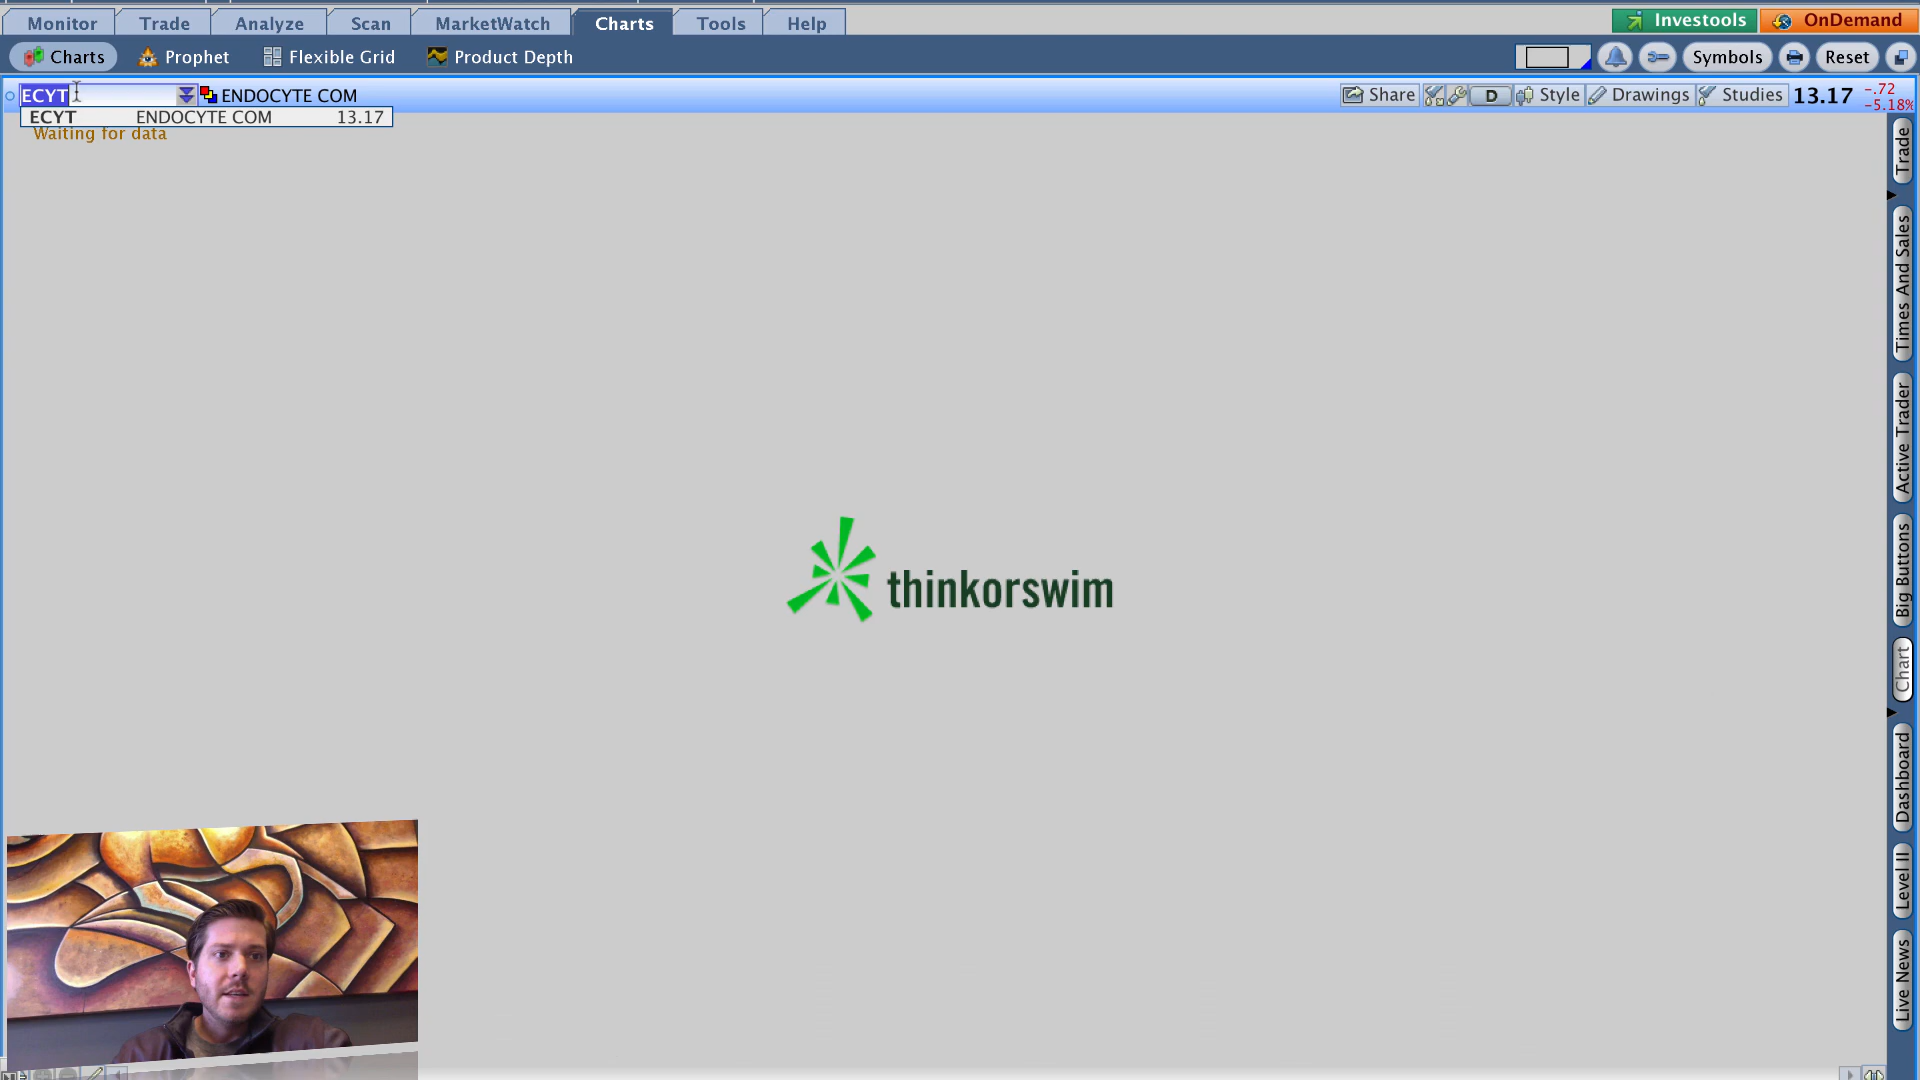 Monitor Trade Analyze Scan MarketWatch Charts Tools Help Investools OnDemand
Charts Prophet Flexible Grid Product Depth Symbols Reset
ECYT ENDOCYTE COM Share D Style Drawings Studies 13.17 -.72
-5.18%
ECYT ENDOCYTE COM 13.17
Waiting for data
thinkorswim
Trade
Times And Sales
Active Trader
Big Buttons
Chart
Dashboard
Level II
Live News